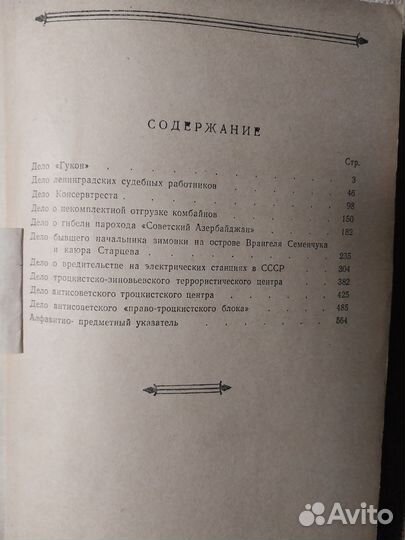 СОДЕРЖАНИЕ
Стр.
Дело «Гукон» 3
Дело ленинградских судебных работников 46
Дело Консервтреста 98
Дело о некомплектной отгрузке комбайнов 150
Дело о гибели парохода «Советский Азербайджан» 182
Дело бывшего начальника зимовки на острове Врангеля Семенчука
и каюра Старцева 235
Дело о вредительстве на электрических станциях в СССР 304
Дело троцкистско-зиновьевского террористического центра 382
Дело антисоветского троцкистского центра 425
Дело антисоветского «право-троцкистского блока» 485
Алфавитно- предметный указатель 564
Avito